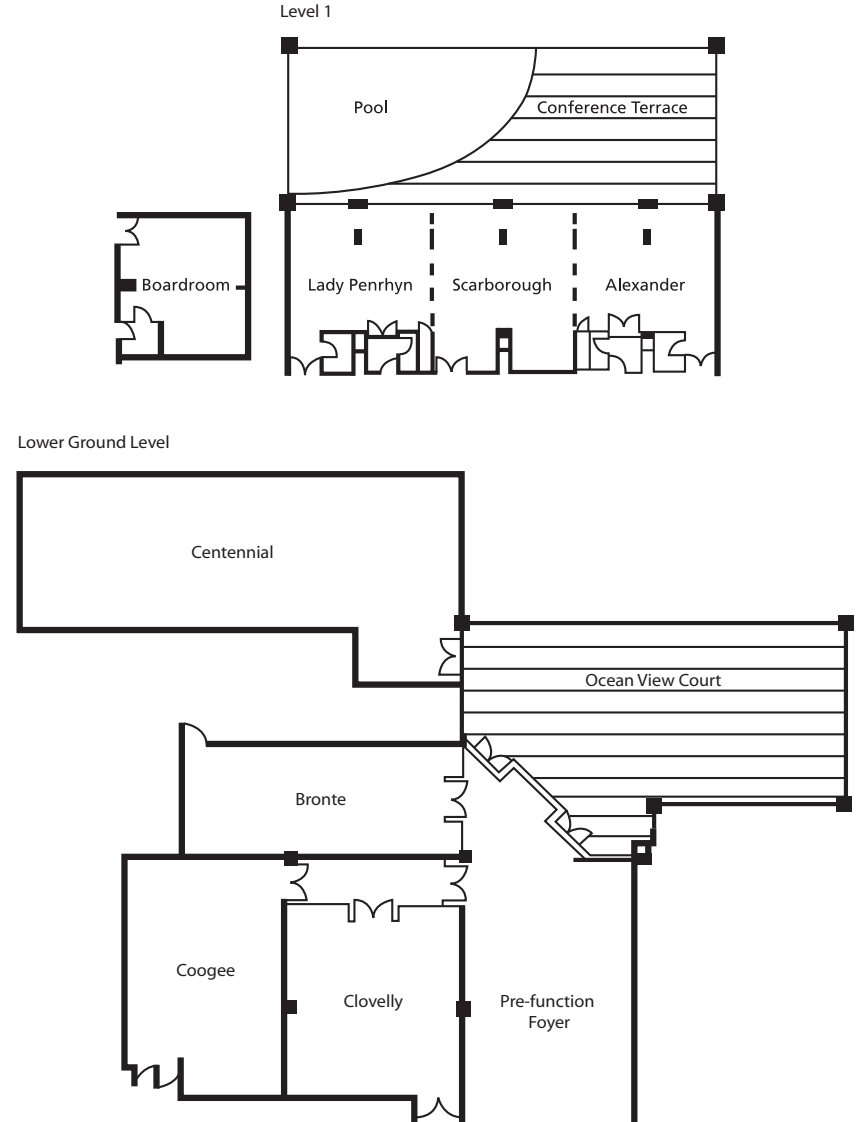 Level 1
Pool
Conference Terrace
Boardroom
Lady Penrhyn
Scarborough
Alexander
Lower Ground Level
Centennial
Ocean View Court
Bronte
Coogee
Clovelly
Pre-function
Foyer